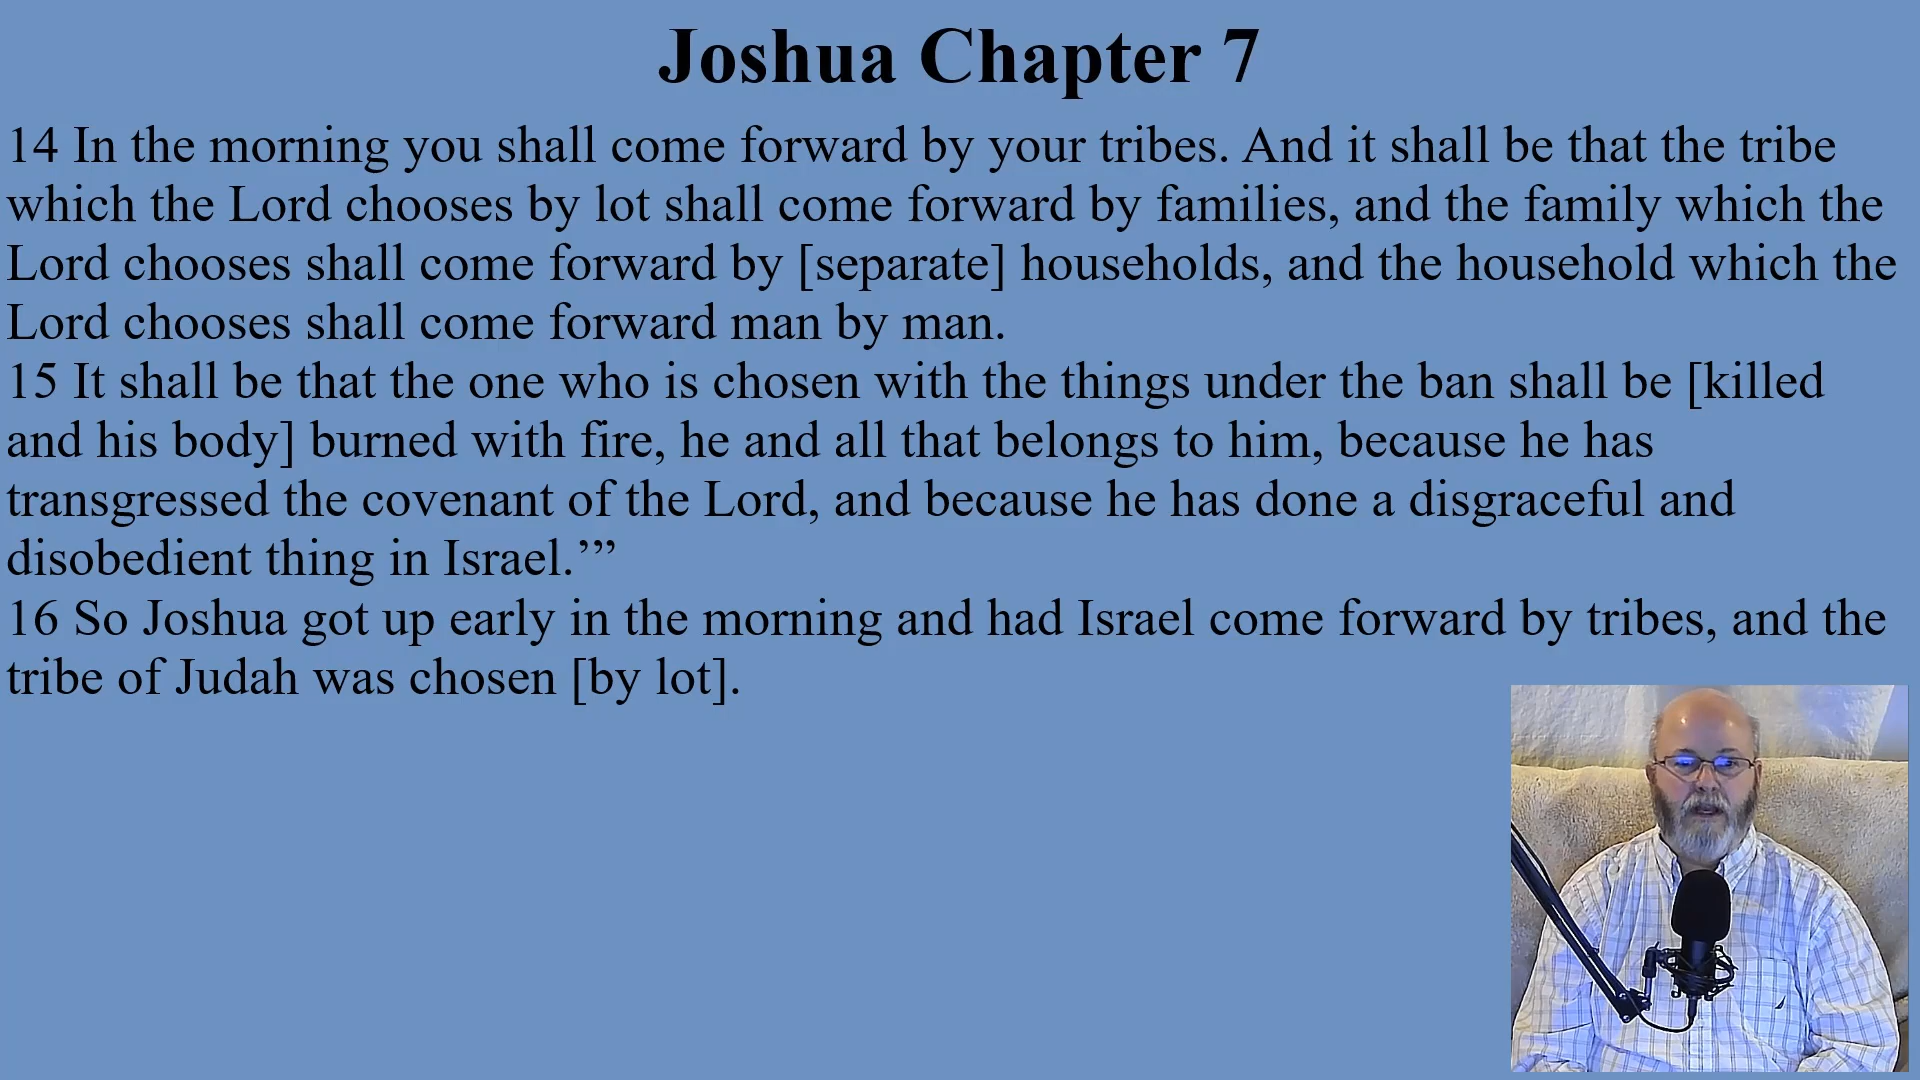 Joshua Chapter 7
14 In the morning you shall come forward by your tribes. And it shall be that the tribe
which the Lord chooses by lot shall come forward by families, and the family which the
Lord chooses shall come forward by [separate] households, and the household which the
Lord chooses shall come forward man by man.
15 It shall be that the one who is chosen with the things under the ban shall be [killed
and his body] burned with fire, he and all that belongs to him, because he has
transgressed the covenant of the Lord, and because he has done a disgraceful and
disobedient thing in Israel.’”
16 So Joshua got up early in the morning and had Israel come forward by tribes, and the
tribe of Judah was chosen [by lot].